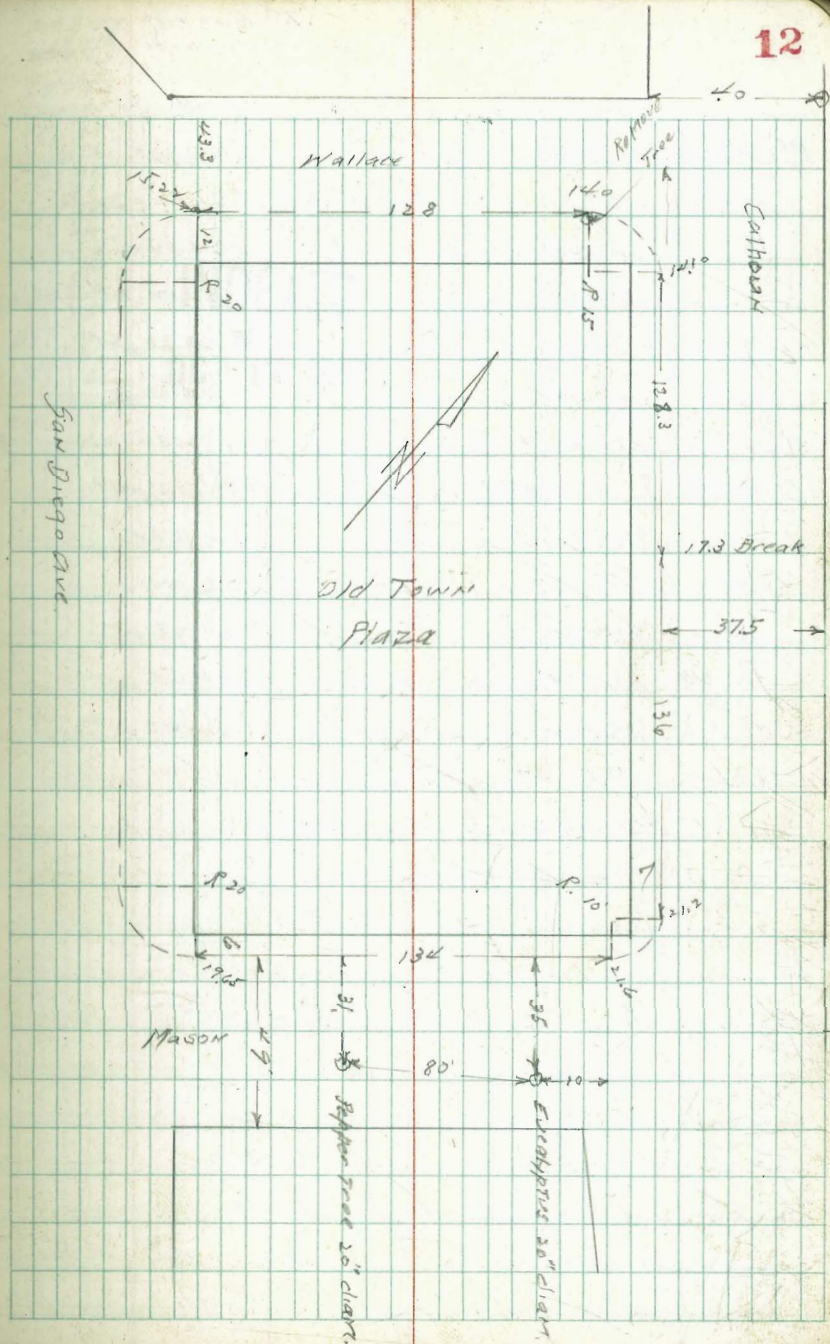 12
40
43.3
Wallace
Remove
Tree
15.22
14.0
128
12
Calhoun
14.0
R 20
R 15
128.3
San Diego Ave.
N
17.3 Break
Old Town
Plaza
37.5
136
R 20
R. 10'
7
21.2
6
134
19.65
21.6
31
35
Mason
49'
80'
10
Pepper Tree 20" diam.
Eucalyptus 30" diam.